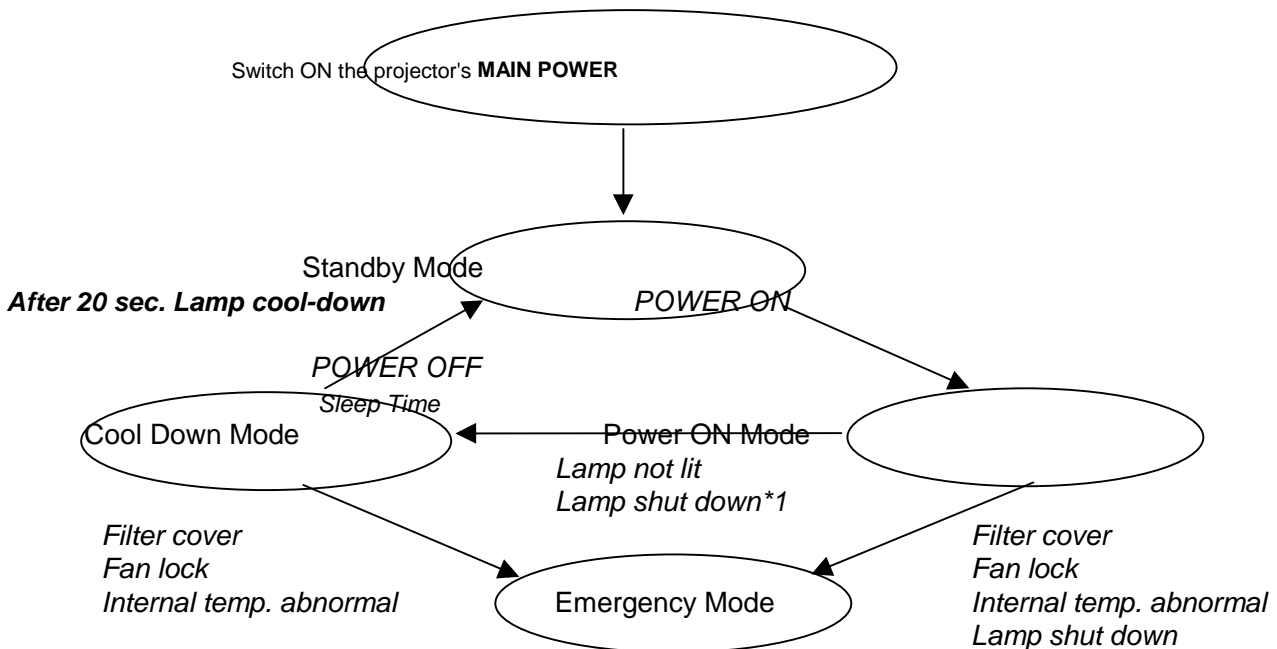 Switch ON the projector's MAIN POWER
Standby Mode
After 20 sec. Lamp cool-down
POWER ON
POWER OFF
Sleep Time
Cool Down Mode
Power ON Mode
Lamp not lit
Lamp shut down*1
Filter cover
Fan lock
Internal temp. abnormal
Emergency Mode
Filter cover
Fan lock
Internal temp. abnormal
Lamp shut down